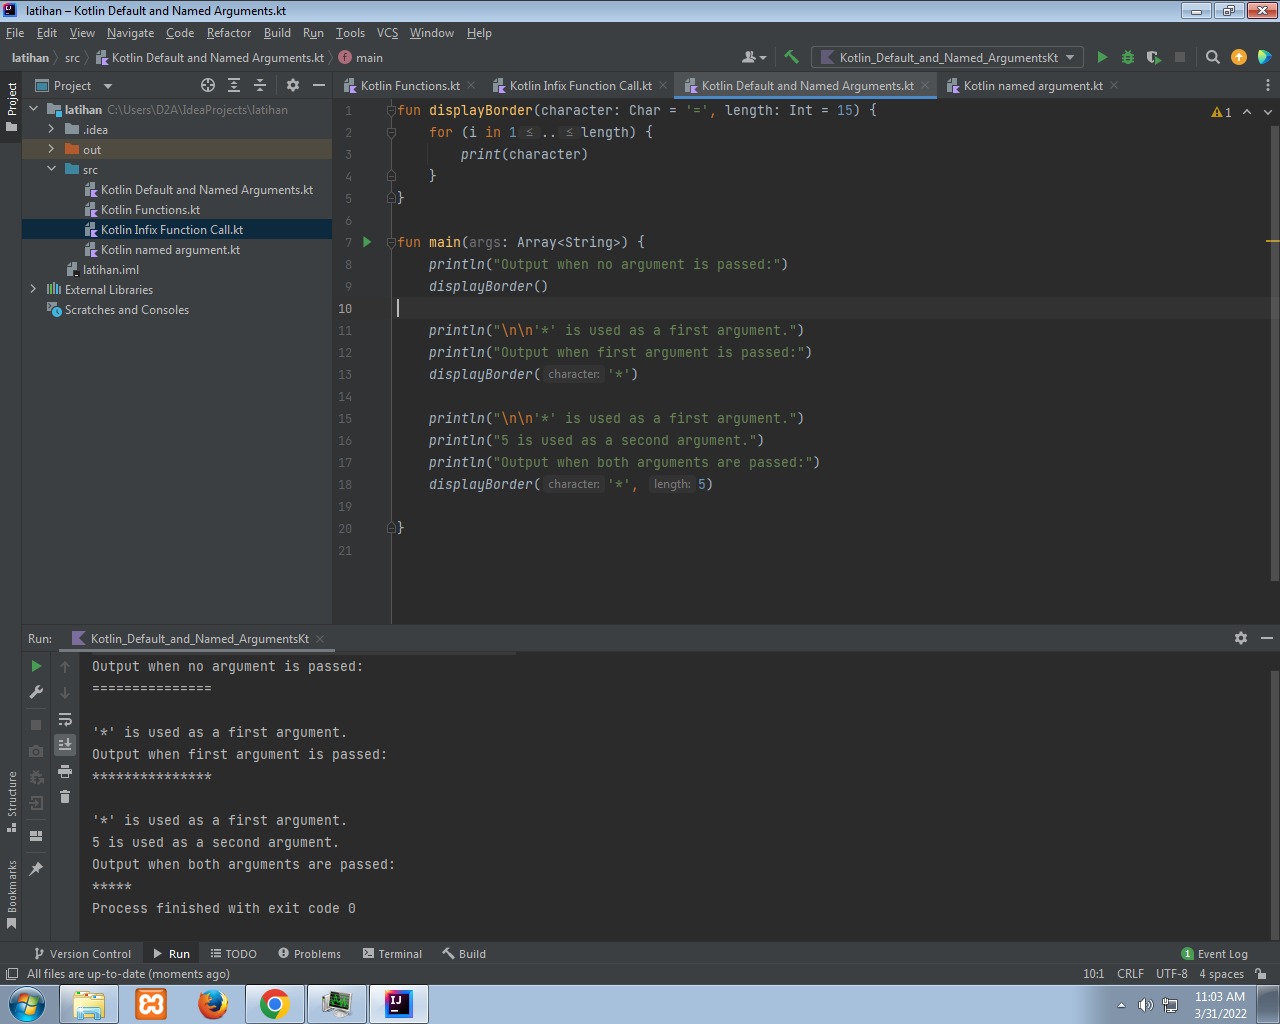 latihan – Kotlin Default and Named Arguments.kt
File Edit View Navigate Code Refactor Build Run Tools VCS Window Help
latihan src Kotlin Default and Named Arguments.kt main
Kotlin_Default_and_Named_ArgumentsKt
Project
Project
Kotlin Functions.kt
Kotlin Infix Function Call.kt
Kotlin Default and Named Arguments.kt
Kotlin named argument.kt
latihan C:\Users\D2A\IdeaProjects\latihan
.idea
out
src
Kotlin Default and Named Arguments.kt
Kotlin Functions.kt
Kotlin Infix Function Call.kt
Kotlin named argument.kt
latihan.iml
External Libraries
Scratches and Consoles
1 fun displayBorder(character: Char = '=', length: Int = 15) {
2 for (i in 1 ≤ .. ≤ length) {
3 print(character)
4 }
5 }
6
7 fun main(args: Array<String>) {
8 println("Output when no argument is passed:")
9 displayBorder()
10
11 println("\n\n'*' is used as a first argument.")
12 println("Output when first argument is passed:")
13 displayBorder( character: '*')
14
15 println("\n\n'*' is used as a first argument.")
16 println("5 is used as a second argument.")
17 println("Output when both arguments are passed:")
18 displayBorder( character: '*', length: 5)
19
20 }
21
1
Run: Kotlin_Default_and_Named_ArgumentsKt
Output when no argument is passed:
===============
'*' is used as a first argument.
Output when first argument is passed:
***************
'*' is used as a first argument.
5 is used as a second argument.
Output when both arguments are passed:
*****
Process finished with exit code 0
Structure
Bookmarks
Version Control Run TODO Problems Terminal Build 1 Event Log
All files are up-to-date (moments ago) 10:1 CRLF UTF-8 4 spaces
IJ
11:03 AM
3/31/2022